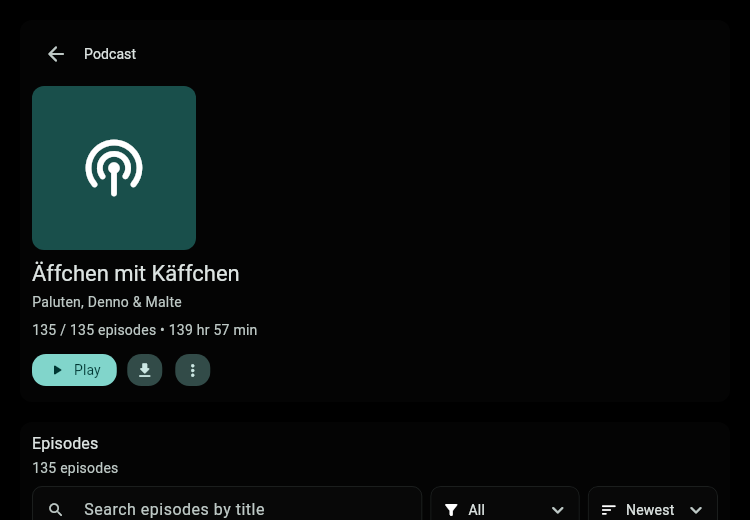 Podcast
Äffchen mit Käffchen
Paluten, Denno & Malte
135 / 135 episodes • 139 hr 57 min
Play
Episodes
135 episodes
Search episodes by title
All
Newest